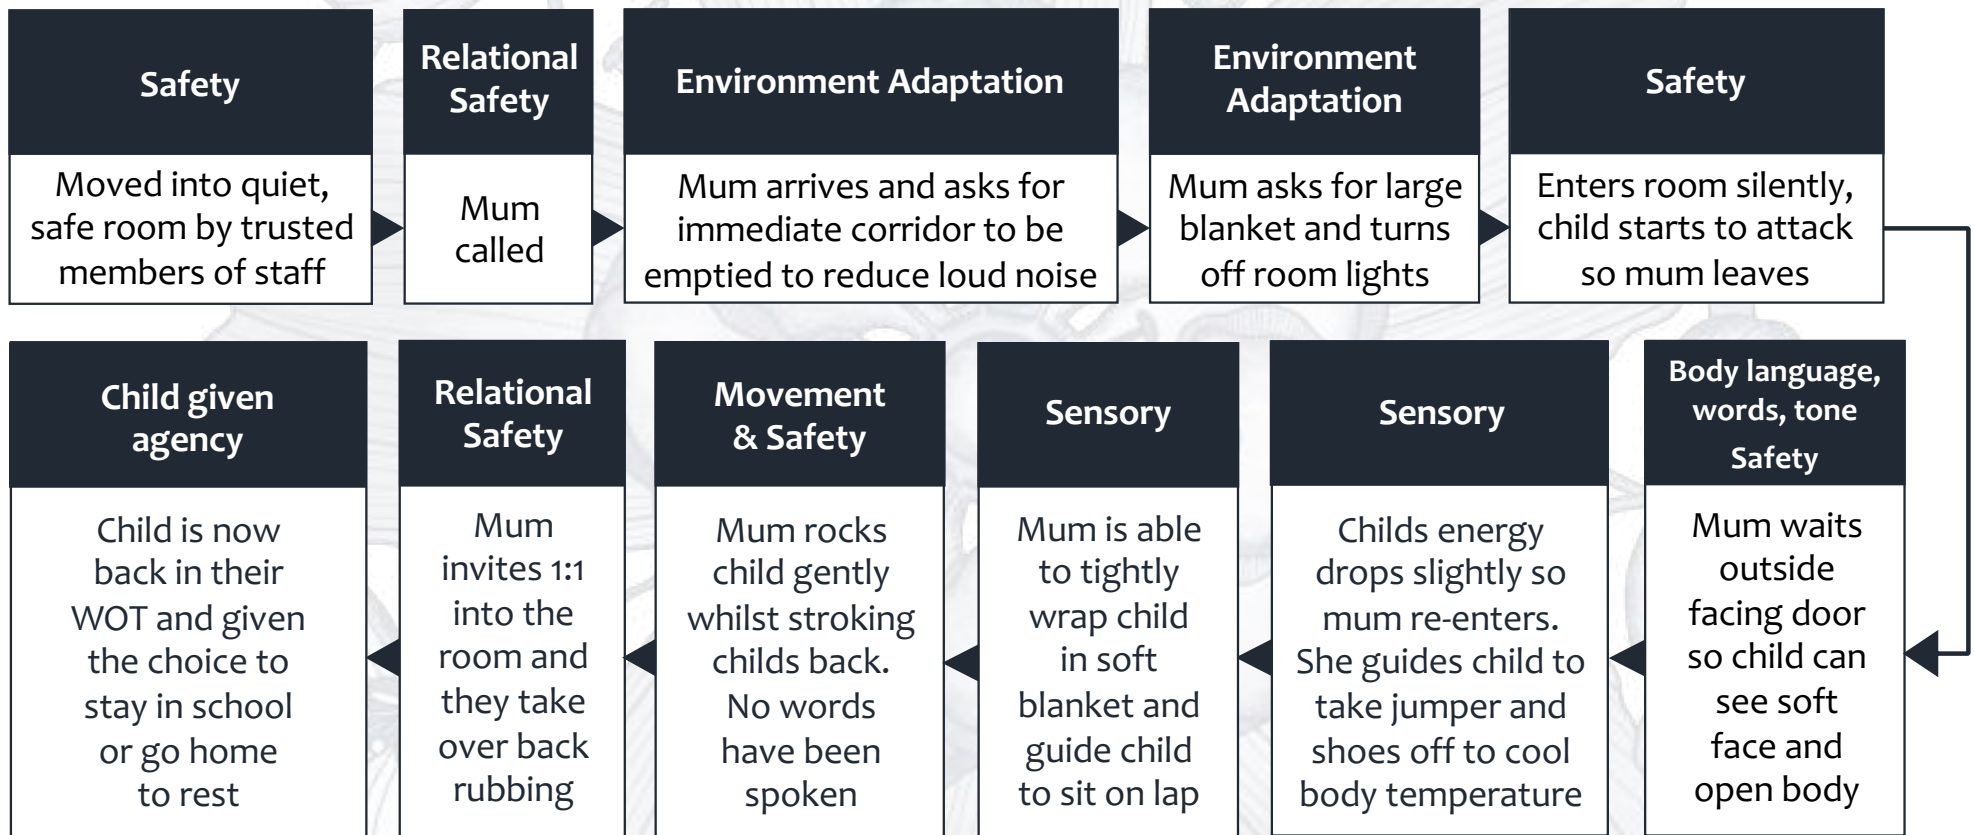 Safety
Moved into quiet,
safe room by trusted
members of staff
Relational
Safety
Mum
called
Environment Adaptation
Mum arrives and asks for
immediate corridor to be
emptied to reduce loud noise
Environment
Adaptation
Mum asks for large
blanket and turns
off room lights
Safety
Enters room silently,
child starts to attack
so mum leaves
Body language,
words, tone
Safety
Mum waits
outside
facing door
so child can
see soft
face and
open body
Sensory
Childs energy
drops slightly so
mum re-enters.
She guides child to
take jumper and
shoes off to cool
body temperature
Sensory
Mum is able
to tightly
wrap child
in soft
blanket and
guide child
to sit on lap
Movement
& Safety
Mum rocks
child gently
whilst stroking
childs back.
No words
have been
spoken
Relational
Safety
Mum
invites 1:1
into the
room and
they take
over back
rubbing
Child given
agency
Child is now
back in their
WOT and given
the choice to
stay in school
or go home
to rest